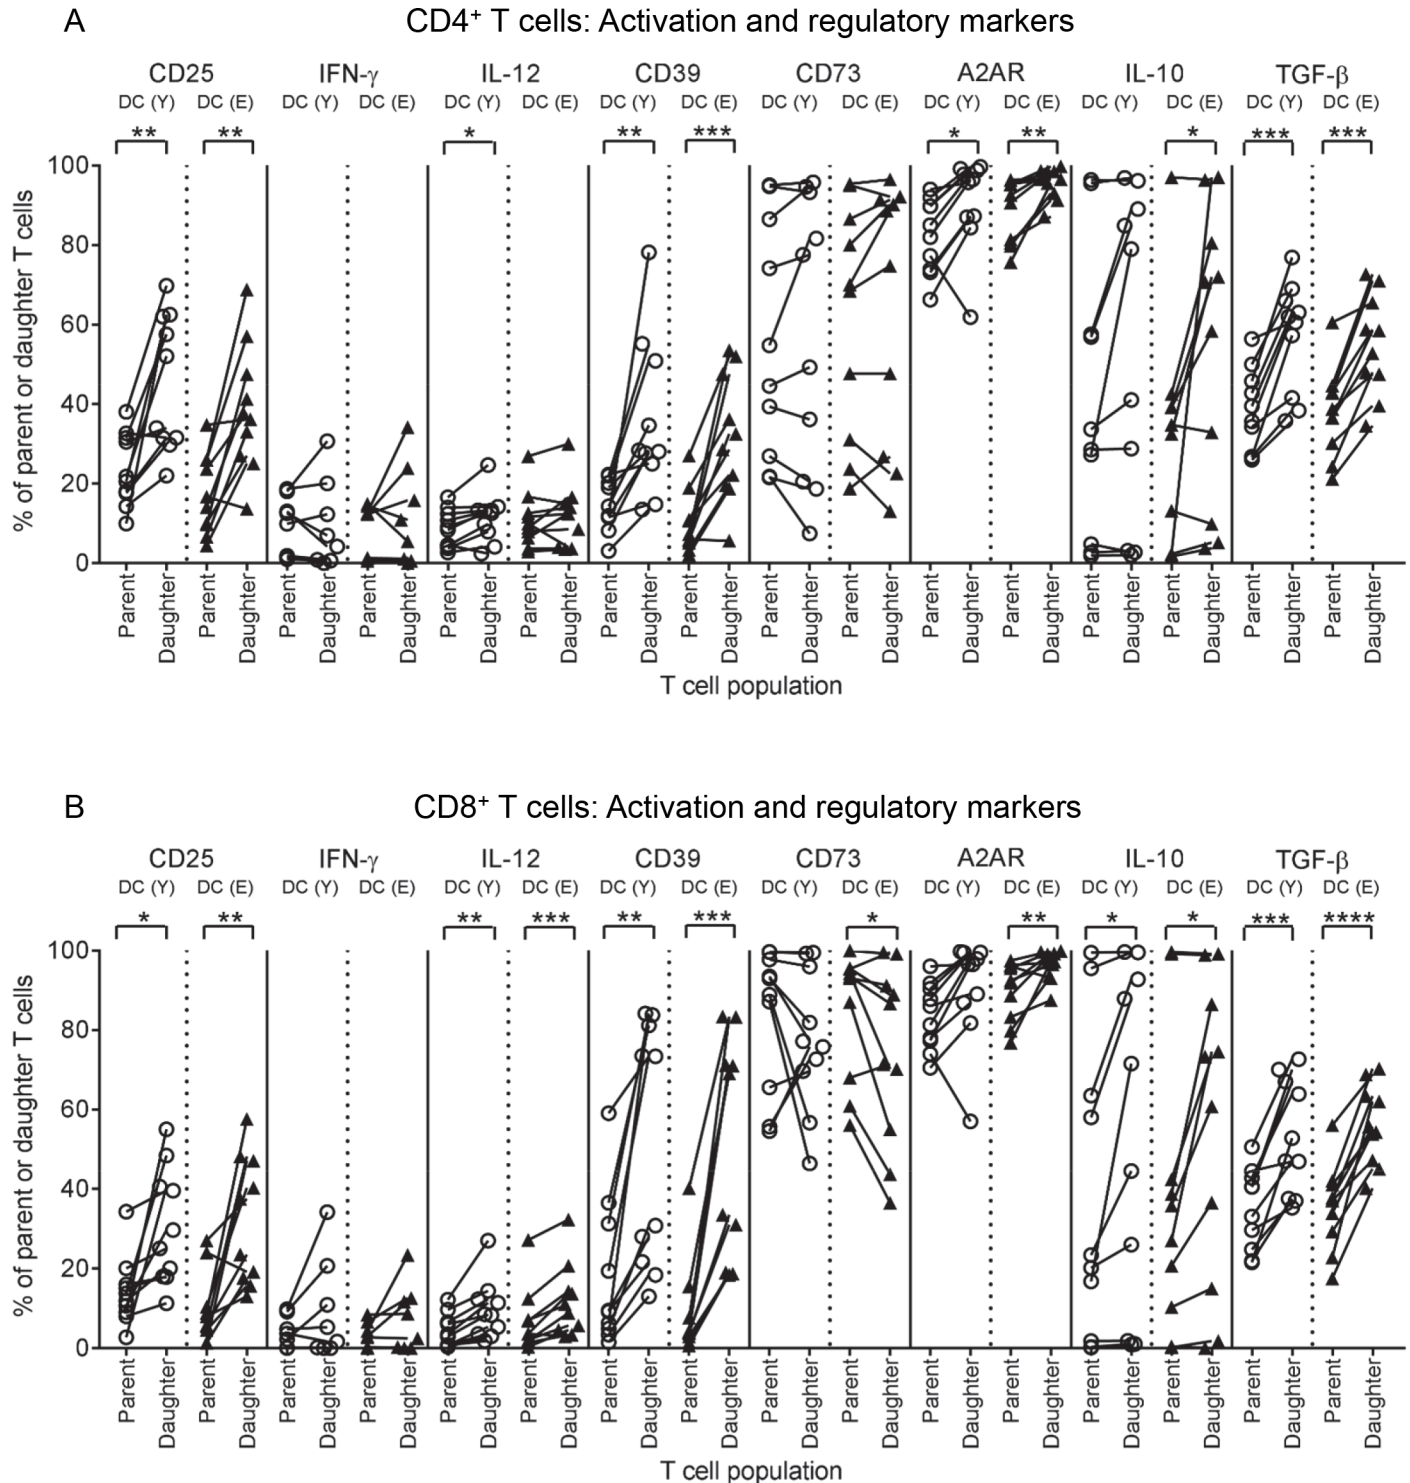 A
CD4⁺ T cells: Activation and regulatory markers
CD25 IFN-γ IL-12 CD39 CD73 A2AR IL-10 TGF-β
DC (Y) DC (E) DC (Y) DC (E) DC (Y) DC (E) DC (Y) DC (E) DC (Y) DC (E) DC (Y) DC (E) DC (Y) DC (E) DC (Y) DC (E)
** ** * ** *** * ** * *** ***
% of parent or daughter T cells
100
80
60
40
20
0
Parent Daughter Parent Daughter Parent Daughter Parent Daughter Parent Daughter Parent Daughter Parent Daughter Parent Daughter Parent Daughter Parent Daughter Parent Daughter Parent Daughter Parent Daughter Parent Daughter Parent Daughter Parent Daughter
T cell population
B
CD8⁺ T cells: Activation and regulatory markers
CD25 IFN-γ IL-12 CD39 CD73 A2AR IL-10 TGF-β
DC (Y) DC (E) DC (Y) DC (E) DC (Y) DC (E) DC (Y) DC (E) DC (Y) DC (E) DC (Y) DC (E) DC (Y) DC (E) DC (Y) DC (E)
* ** ** *** ** *** * ** * * *** ****
% of parent or daughter T cells
100
80
60
40
20
0
Parent Daughter Parent Daughter Parent Daughter Parent Daughter Parent Daughter Parent Daughter Parent Daughter Parent Daughter Parent Daughter Parent Daughter Parent Daughter Parent Daughter Parent Daughter Parent Daughter Parent Daughter Parent Daughter
T cell population